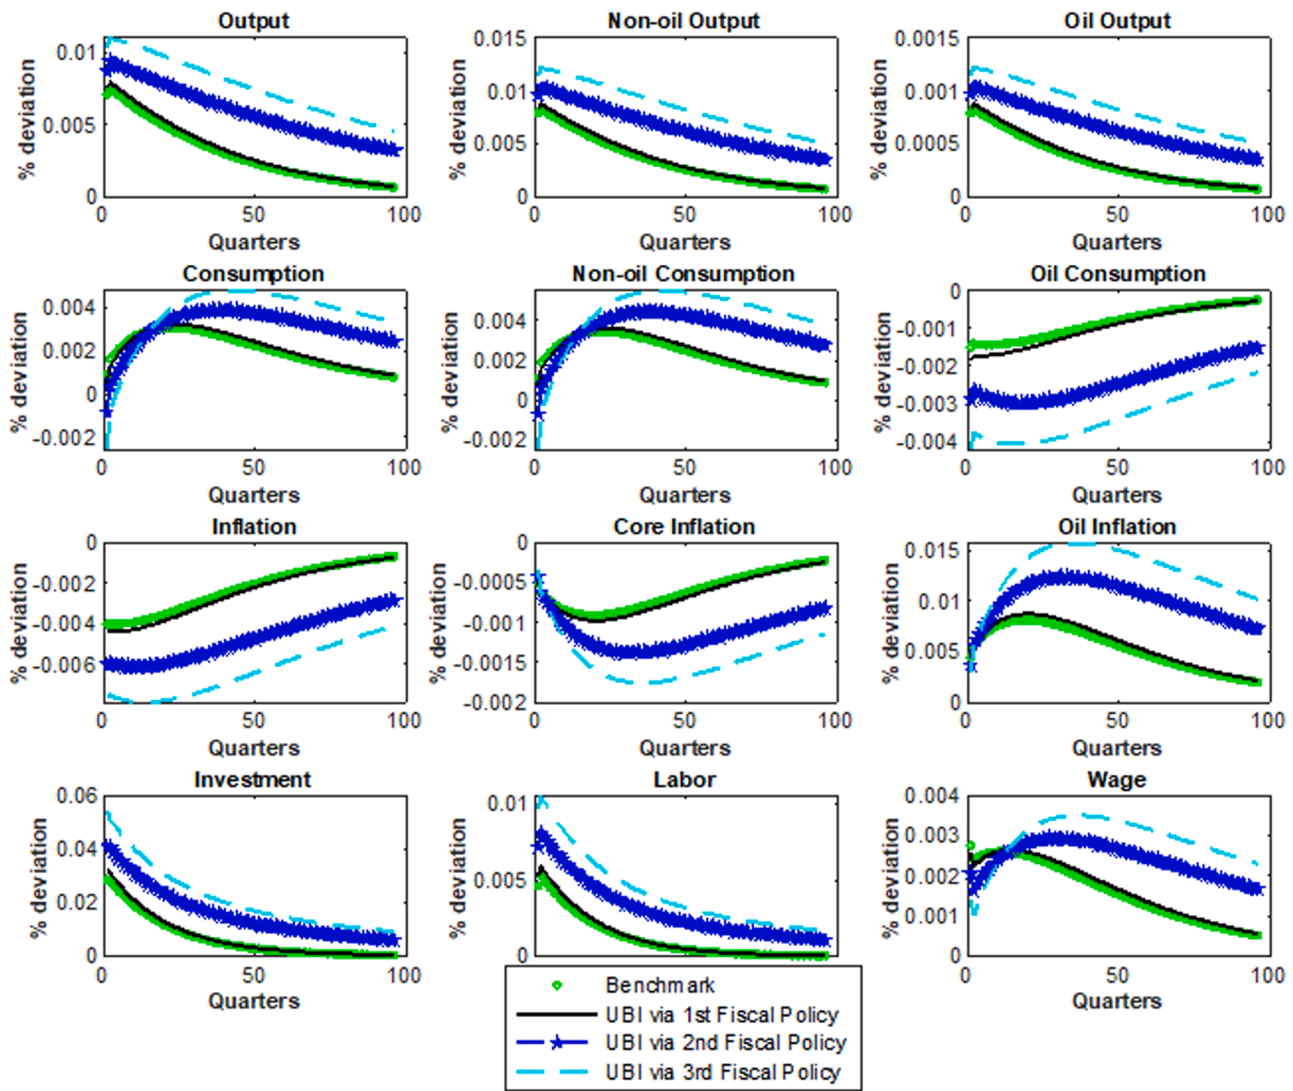 Output
Non-oil Output
Oil Output
% deviation
0.01
0.005
0
0
50
100
Quarters
% deviation
0.015
0.01
0.005
0
0
50
100
Quarters
% deviation
0.0015
0.001
0.0005
0
0
50
100
Quarters
Consumption
Non-oil Consumption
Oil Consumption
% deviation
0.004
0.002
0
-0.002
0
50
100
Quarters
% deviation
0.004
0.002
0
-0.002
0
50
100
Quarters
% deviation
0
-0.001
-0.002
-0.003
-0.004
0
50
100
Quarters
Inflation
Core Inflation
Oil Inflation
% deviation
0
-0.002
-0.004
-0.006
0
50
100
Quarters
% deviation
0
-0.0005
-0.001
-0.0015
-0.002
0
50
100
Quarters
% deviation
0.015
0.01
0.005
0
0
50
100
Quarters
Investment
Labor
Wage
% deviation
0.06
0.04
0.02
0
0
50
100
Quarters
% deviation
0.01
0.005
0
% deviation
0.004
0.003
0.002
0.001
0
0
50
100
Quarters
Benchmark
UBI via 1st Fiscal Policy
UBI via 2nd Fiscal Policy
UBI via 3rd Fiscal Policy